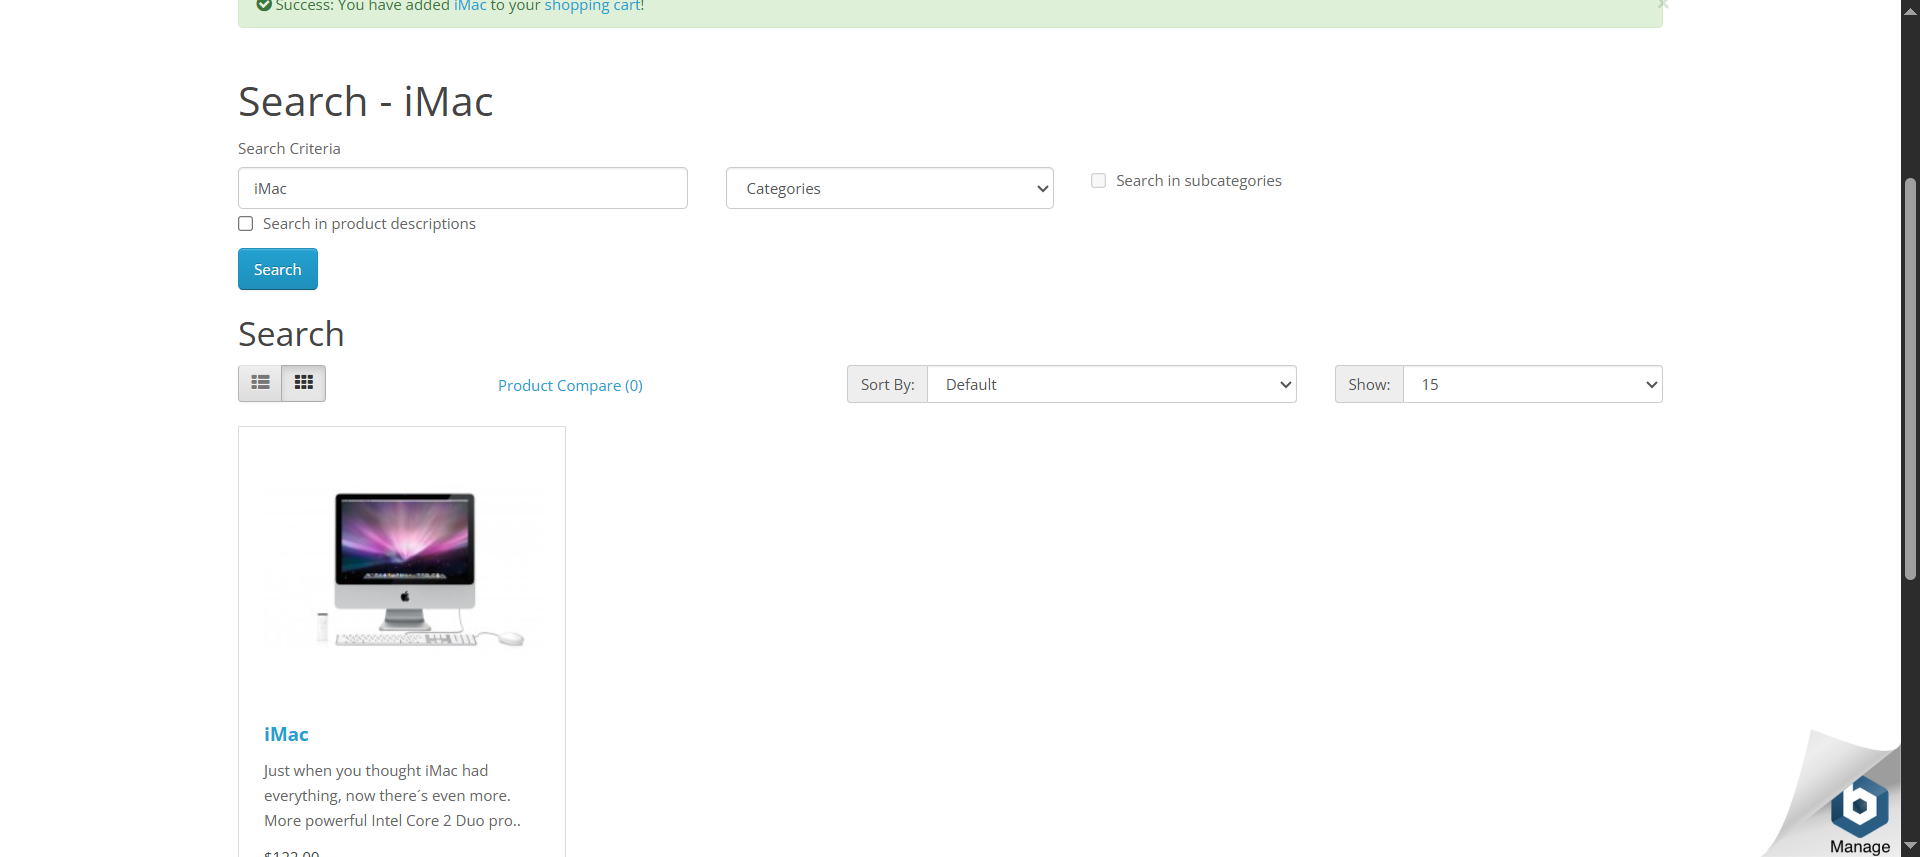 Success: You have added iMac to your shopping cart!
×
Search - iMac
Search Criteria
iMac
Categories
Search in subcategories
Search in product descriptions
Search
Search
Product Compare (0)
Sort By:
Default
Show:
15
iMac
Just when you thought iMac had
everything, now there´s even more.
More powerful Intel Core 2 Duo pro..
$122.00
b
Manage